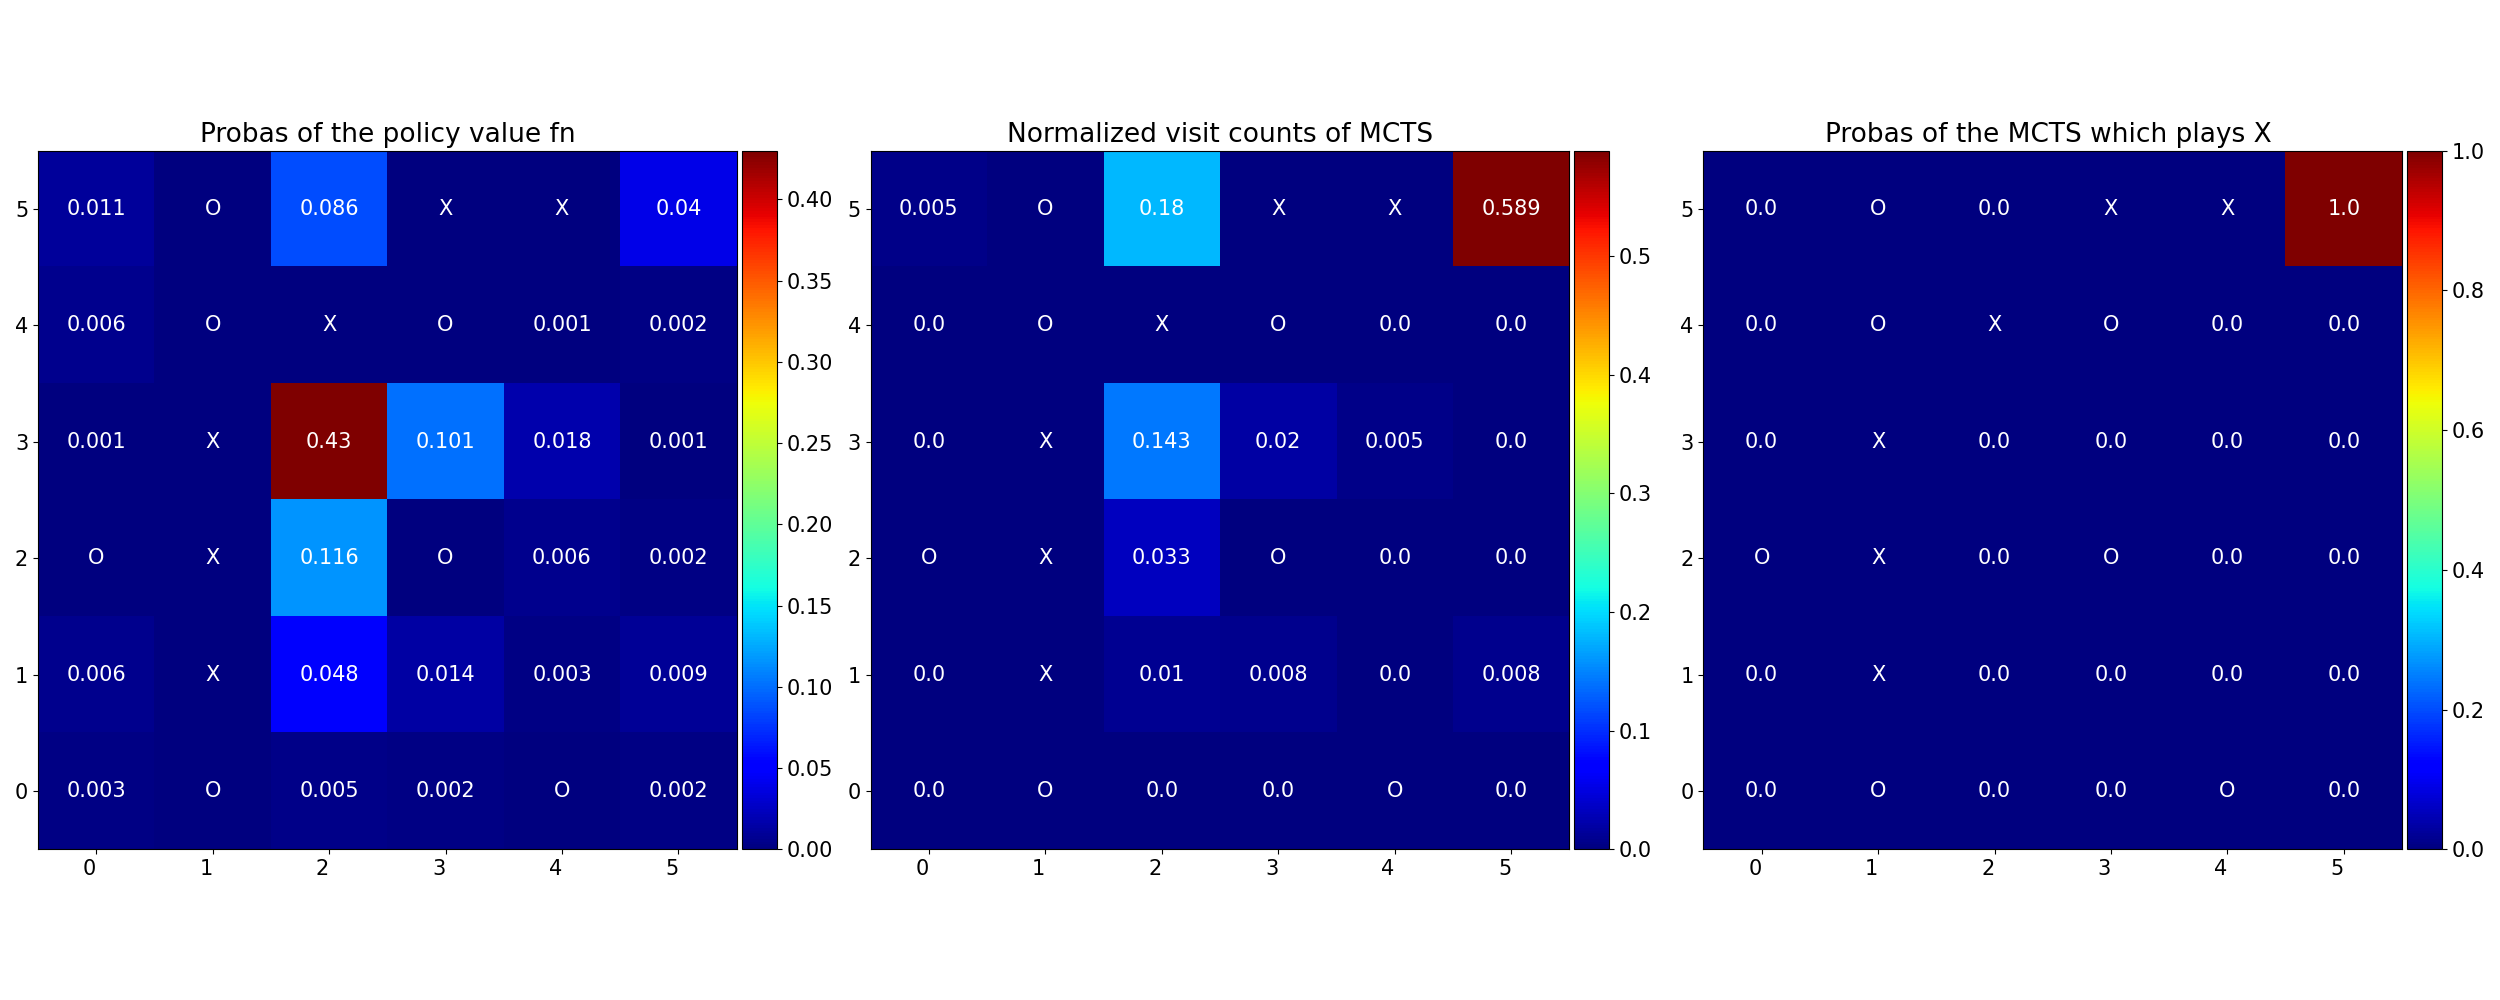 Probas of the policy value fn
5 0.011 O 0.086 X X 0.04
4 0.006 O X O 0.001 0.002
3 0.001 X 0.43 0.101 0.018 0.001
2 O X 0.116 O 0.006 0.002
1 0.006 X 0.048 0.014 0.003 0.009
0 0.003 O 0.005 0.002 O 0.002
0 1 2 3 4 5
0.40
0.35
0.30
0.25
0.20
0.15
0.10
0.05
0.00
Normalized visit counts of MCTS
5 0.005 O 0.18 X X 0.589
4 0.0 O X O 0.0 0.0
3 0.0 X 0.143 0.02 0.005 0.0
2 O X 0.033 O 0.0 0.0
1 0.0 X 0.01 0.008 0.0 0.008
0 0.0 O 0.0 0.0 O 0.0
0 1 2 3 4 5
0.5
0.4
0.3
0.2
0.1
0.0
Probas of the MCTS which plays X
5 0.0 O 0.0 X X 1.0
4 0.0 O X O 0.0 0.0
3 0.0 X 0.0 0.0 0.0 0.0
2 O X 0.0 O 0.0 0.0
1 0.0 X 0.0 0.0 0.0 0.0
0 0.0 O 0.0 0.0 O 0.0
0 1 2 3 4 5
1.0
0.8
0.6
0.4
0.2
0.0